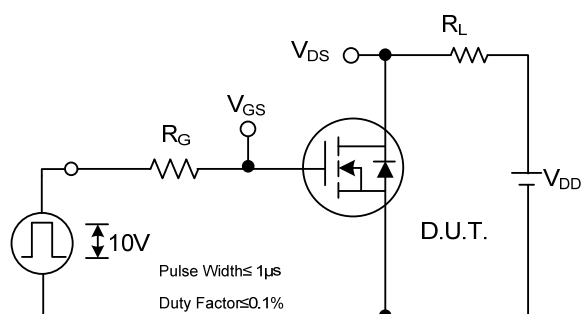 RL
VDS
VGS
RG
VDD
D.U.T.
10V
Pulse Width≤ 1μs
Duty Factor≤0.1%